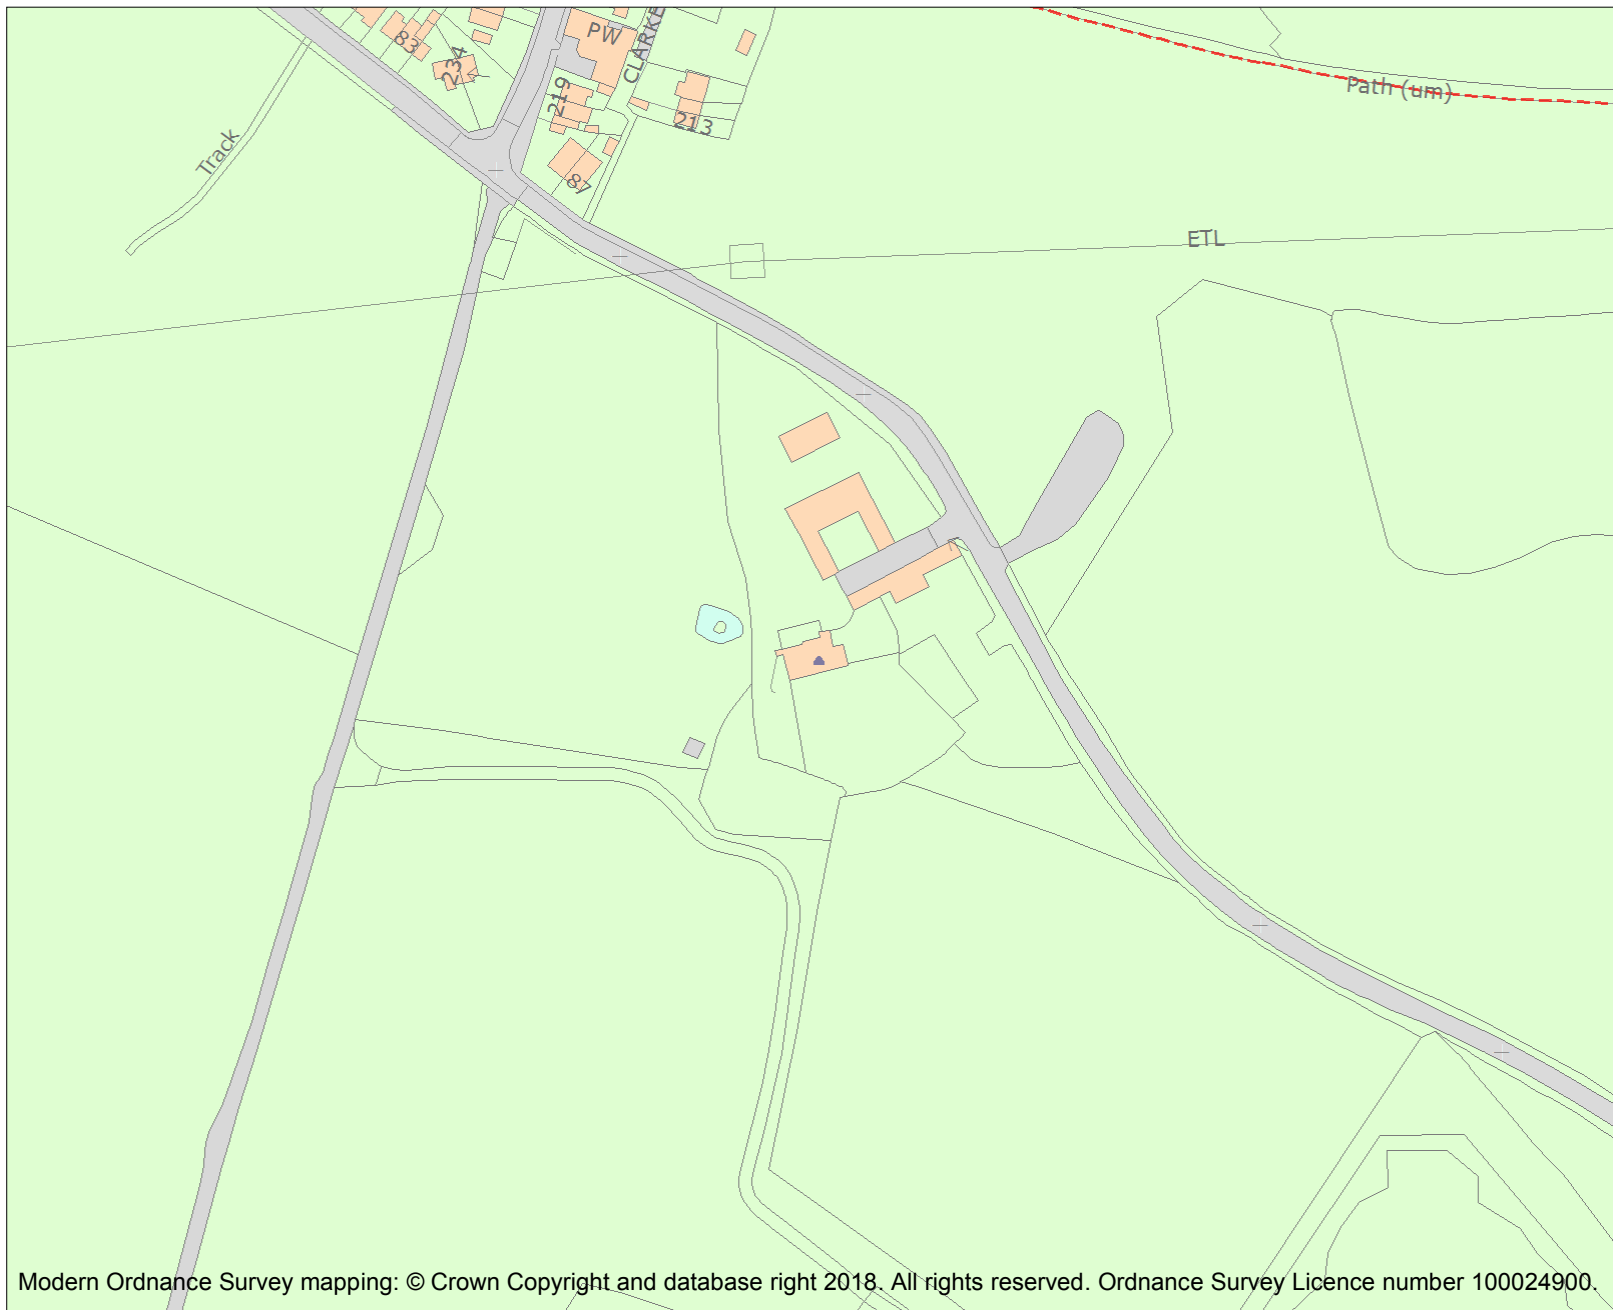 83
234
PW
CLARKE
219
213
87
Track
Path (um)
ETL
Modern Ordnance Survey mapping: © Crown Copyright and database right 2018. All rights reserved. Ordnance Survey Licence number 100024900.